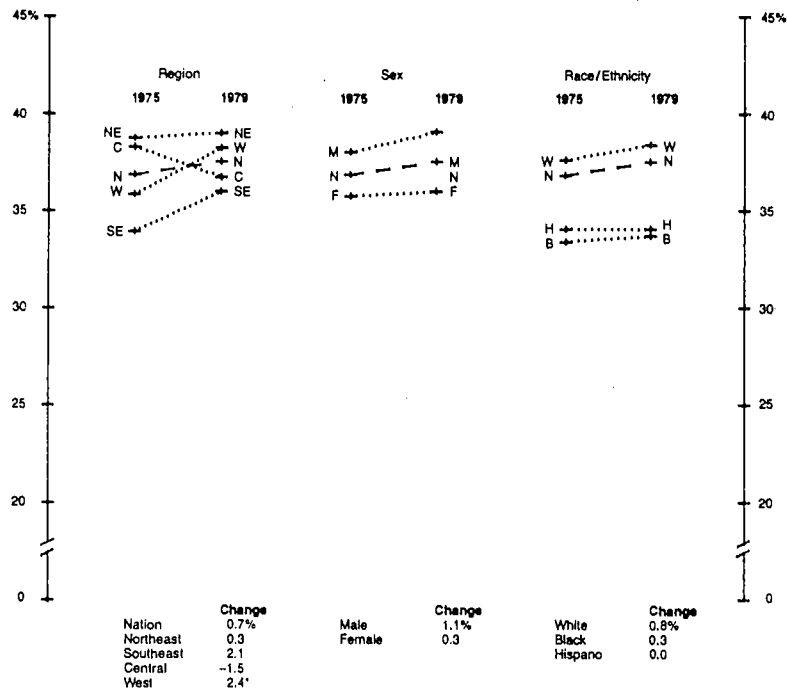 45% 45%
Region Sex Race/Ethnicity
1975 1979 1975 1979 1975 1979
40 40
NE NE
C W
N N
W C
SE SE
M M
N N
F F
W W
N N
H H
B B
35 35
30 30
25 25
20 20
0 0
Change Change Change
Nation 0.7% Male 1.1% White 0.8%
Northeast 0.3 Female 0.3 Black 0.3
Southeast 2.1 Hispano 0.0
Central -1.5
West 2.4*